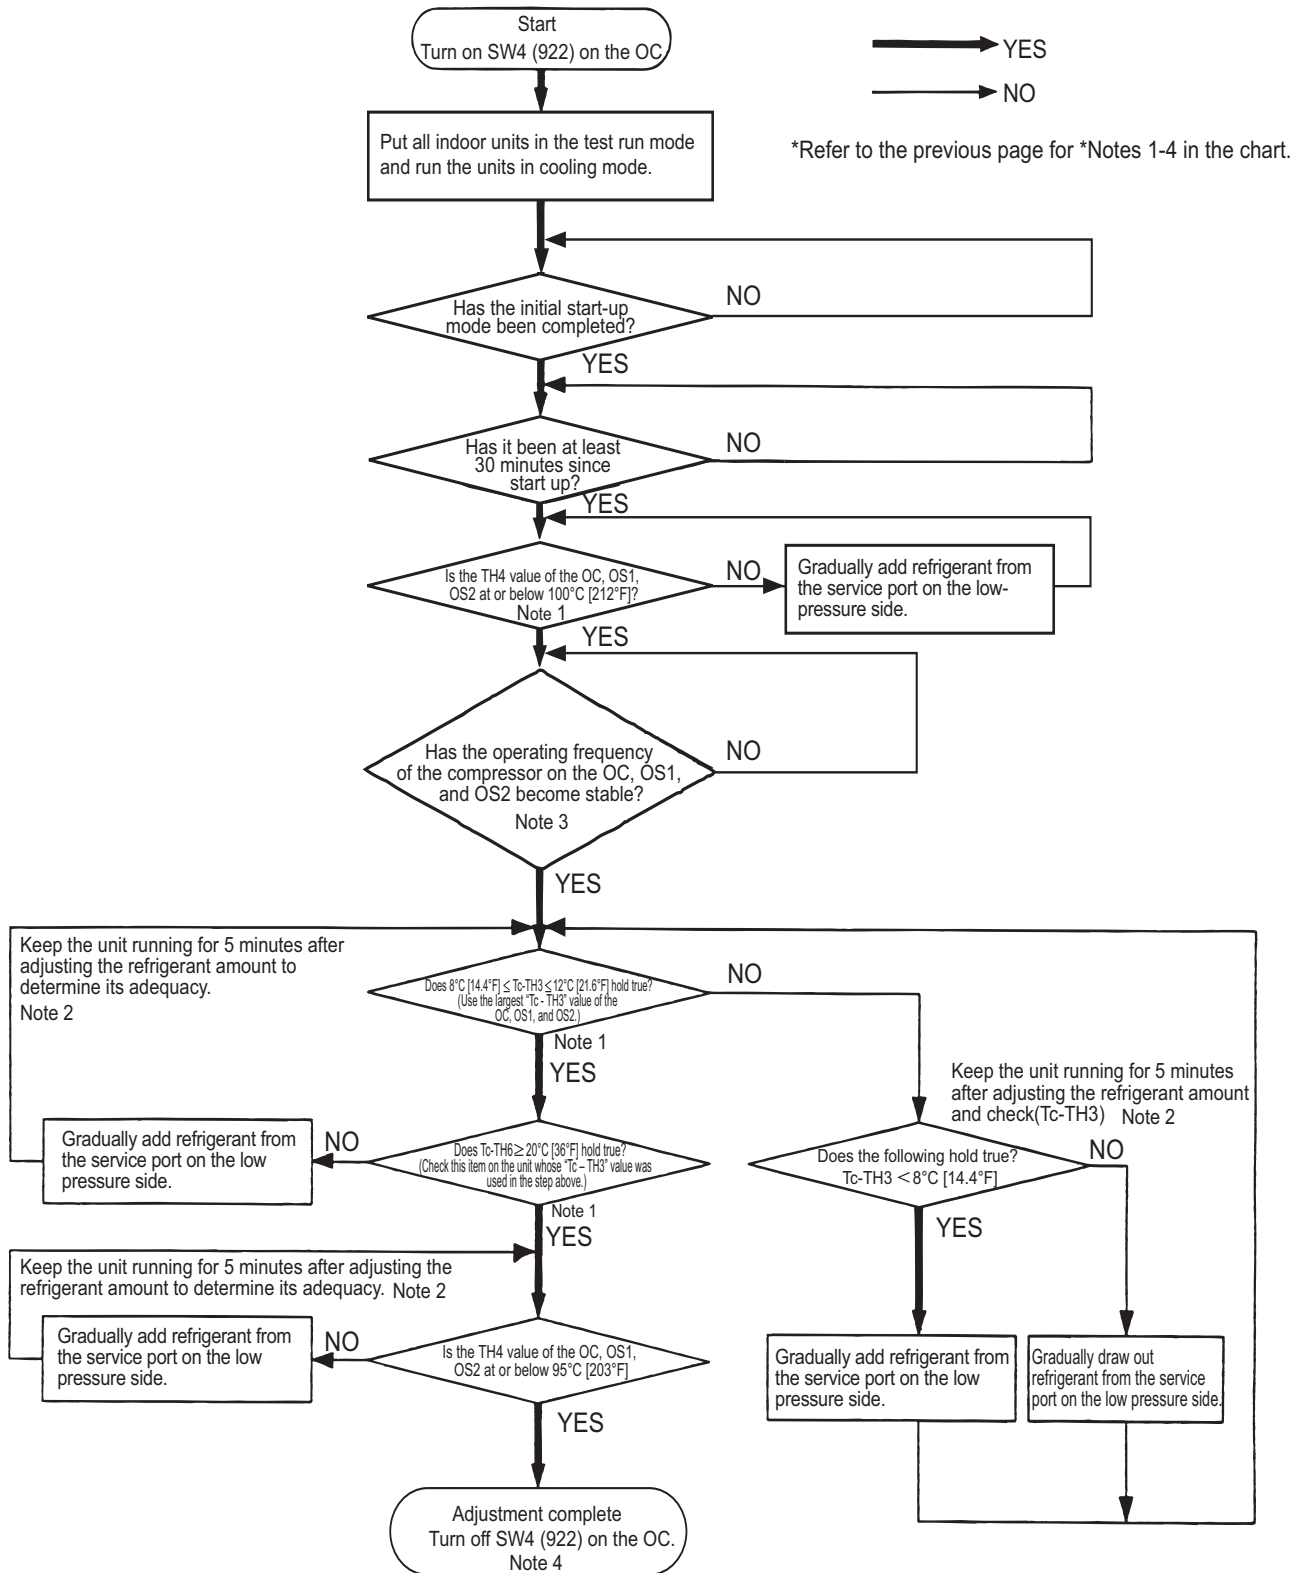 Start
Turn on SW4 (922) on the OC
YES
NO
*Refer to the previous page for *Notes 1-4 in the chart.
Put all indoor units in the test run mode
and run the units in cooling mode.
Has the initial start-up
mode been completed?
NO
YES
Has it been at least
30 minutes since
start up?
NO
YES
Is the TH4 value of the OC, OS1,
OS2 at or below 100°C [212°F]?
Note 1
NO
Gradually add refrigerant from
the service port on the low-
pressure side.
YES
Has the operating frequency
of the compressor on the OC, OS1,
and OS2 become stable?
Note 3
NO
YES
Keep the unit running for 5 minutes after
adjusting the refrigerant amount to
determine its adequacy.
Note 2
Does 8°C [14.4°F] ≤ Tc-TH3 ≤12°C [21.6°F] hold true?
(Use the largest “Tc - TH3” value of the
OC, OS1, and OS2.)
Note 1
NO
YES
Keep the unit running for 5 minutes
after adjusting the refrigerant amount
and check(Tc-TH3) Note 2
Gradually add refrigerant from
the service port on the low
pressure side.
NO
Does Tc-TH6≥ 20°C [36°F] hold true?
(Check this item on the unit whose “Tc – TH3” value was
used in the step above.)
Note 1
YES
Does the following hold true?
Tc-TH3 <8°C [14.4°F]
NO
YES
Keep the unit running for 5 minutes after adjusting the
refrigerant amount to determine its adequacy. Note 2
Gradually add refrigerant from
the service port on the low
pressure side.
NO
Is the TH4 value of the OC, OS1,
OS2 at or below 95°C [203°F]
YES
Gradually add refrigerant from
the service port on the low
pressure side.
Gradually draw out
refrigerant from the service
port on the low pressure side.
Adjustment complete
Turn off SW4 (922) on the OC.
Note 4